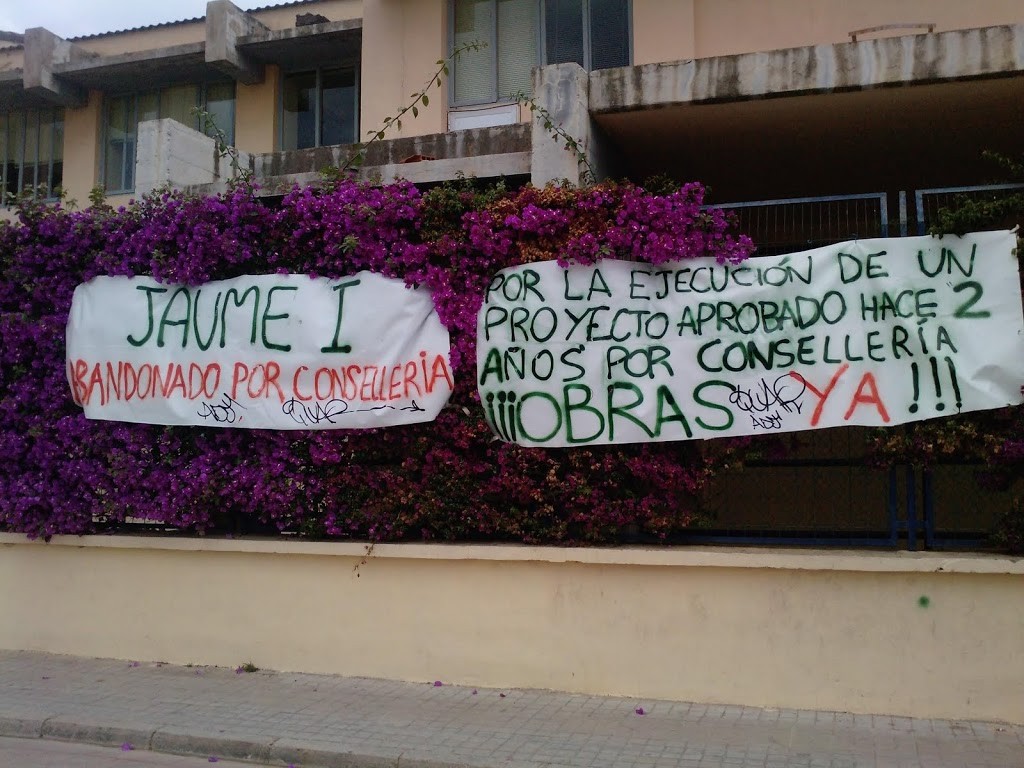 JAUME I
ABANDONADO POR CONSELLERIA
POR LA EJECUCIÓN DE UN
PROYECTO APROBADO HACE 2
AÑOS POR CONSELLERÍA
¡¡¡OBRAS YA!!!